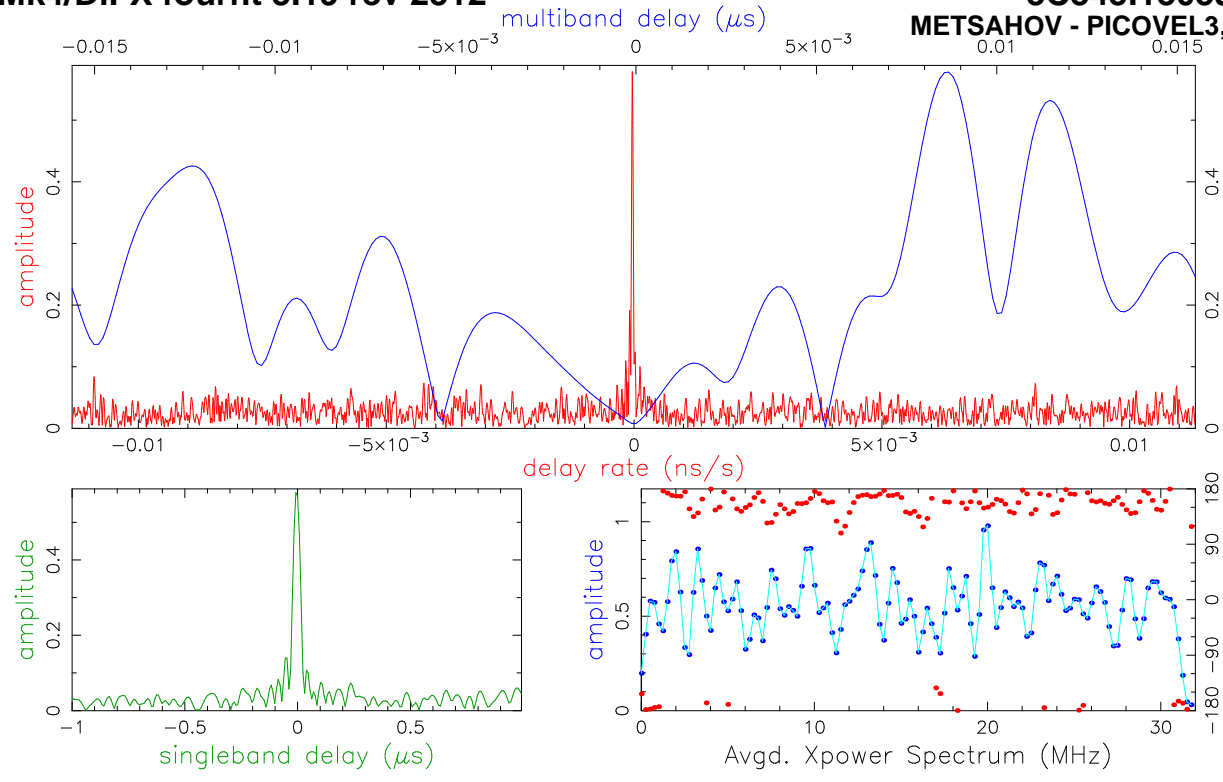 multiband delay (μs)
METSAHOV - PICOVEL3,
−0.015 −0.01 −5×10⁻³ 0 5×10⁻³ 0.01 0.015
amplitude
0 0.2 0.4
0 0.2 0.4
−0.01 −5×10⁻³ 0 5×10⁻³ 0.01
delay rate (ns/s)
amplitude
0 0.2 0.4
−1 −0.5 0 0.5
singleband delay (μs)
amplitude
0 0.5 1
−180 −90 0 90 180
0 10 20 30
Avgd. Xpower Spectrum (MHz)